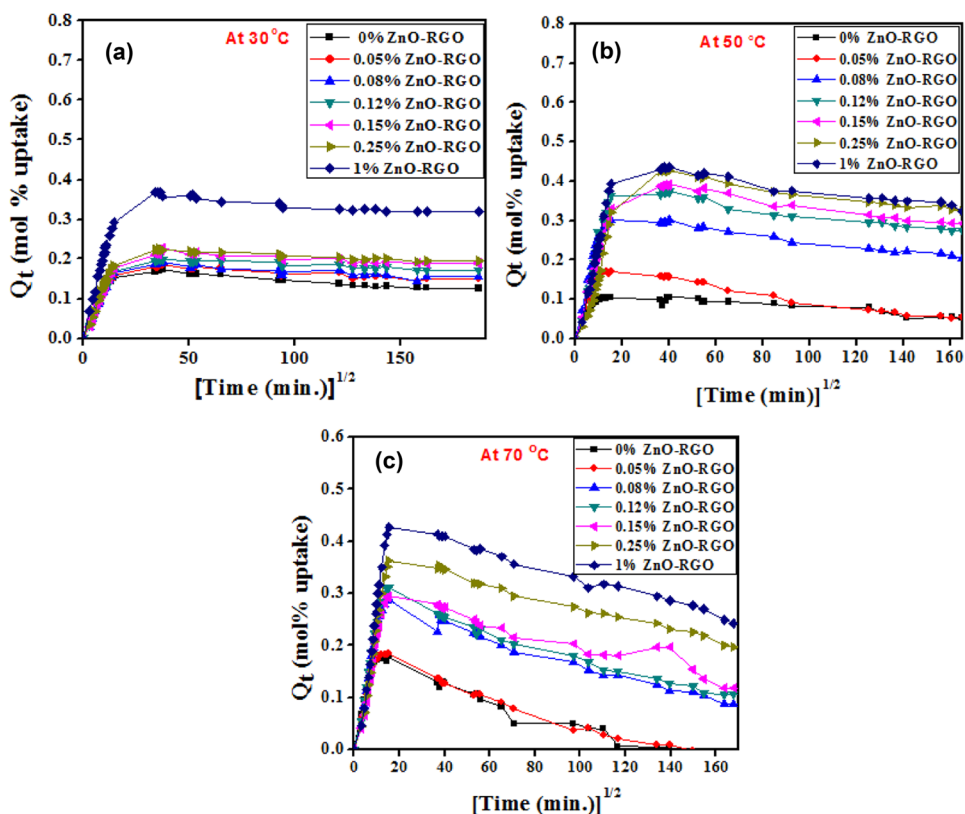 (a)
At 30 °C
0% ZnO-RGO
0.05% ZnO-RGO
0.08% ZnO-RGO
0.12% ZnO-RGO
0.15% ZnO-RGO
0.25% ZnO-RGO
1% ZnO-RGO
Qt (mol % uptake)
0.8
0.7
0.6
0.5
0.4
0.3
0.2
0.1
0.0
0 50 100 150
[Time (min.)]1/2
(b)
At 50 °C
0% ZnO-RGO
0.05% ZnO-RGO
0.08% ZnO-RGO
0.12% ZnO-RGO
0.15% ZnO-RGO
0.25% ZnO-RGO
1% ZnO-RGO
Qt (mol% uptake)
0.8
0.7
0.6
0.5
0.4
0.3
0.2
0.1
0.0
0 20 40 60 80 100 120 140 160
[Time (min)]1/2
(c)
At 70 °C
0% ZnO-RGO
0.05% ZnO-RGO
0.08% ZnO-RGO
0.12% ZnO-RGO
0.15% ZnO-RGO
0.25% ZnO-RGO
1% ZnO-RGO
Qt (mol% uptake)
0.6
0.5
0.4
0.3
0.2
0.1
0.0
0 20 40 60 80 100 120 140 160
[Time (min.)]1/2